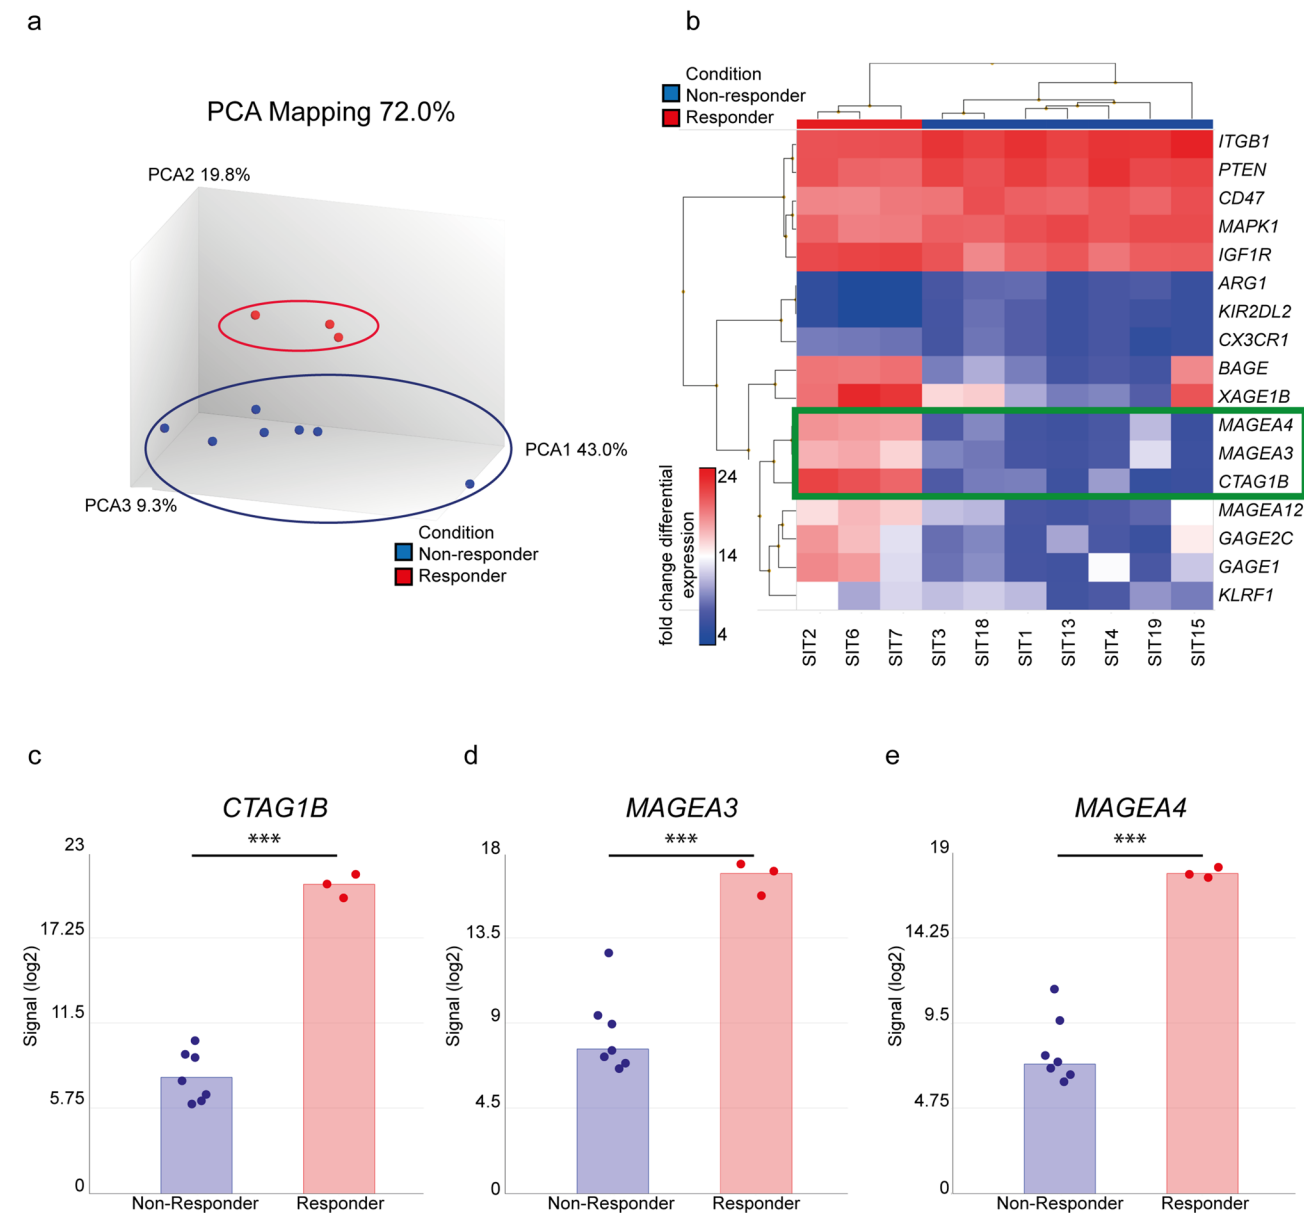 a
PCA Mapping 72.0%
PCA2 19.8%
PCA1 43.0%
PCA3 9.3%
Condition
Non-responder
Responder
b
Condition
Non-responder
Responder
ITGB1
PTEN
CD47
MAPK1
IGF1R
ARG1
KIR2DL2
CX3CR1
BAGE
XAGE1B
MAGEA4
MAGEA3
CTAG1B
MAGEA12
GAGE2C
GAGE1
KLRF1
fold change differential
expression
24
14
4
SIT2
SIT6
SIT7
SIT3
SIT18
SIT1
SIT13
SIT4
SIT19
SIT15
c
CTAG1B
***
Signal (log2)
23
17.25
11.5
5.75
0
Non-Responder
Responder
d
MAGEA3
***
Signal (log2)
18
13.5
9
4.5
0
Non-Responder
Responder
e
MAGEA4
***
Signal (log2)
19
14.25
9.5
4.75
0
Non-Responder
Responder